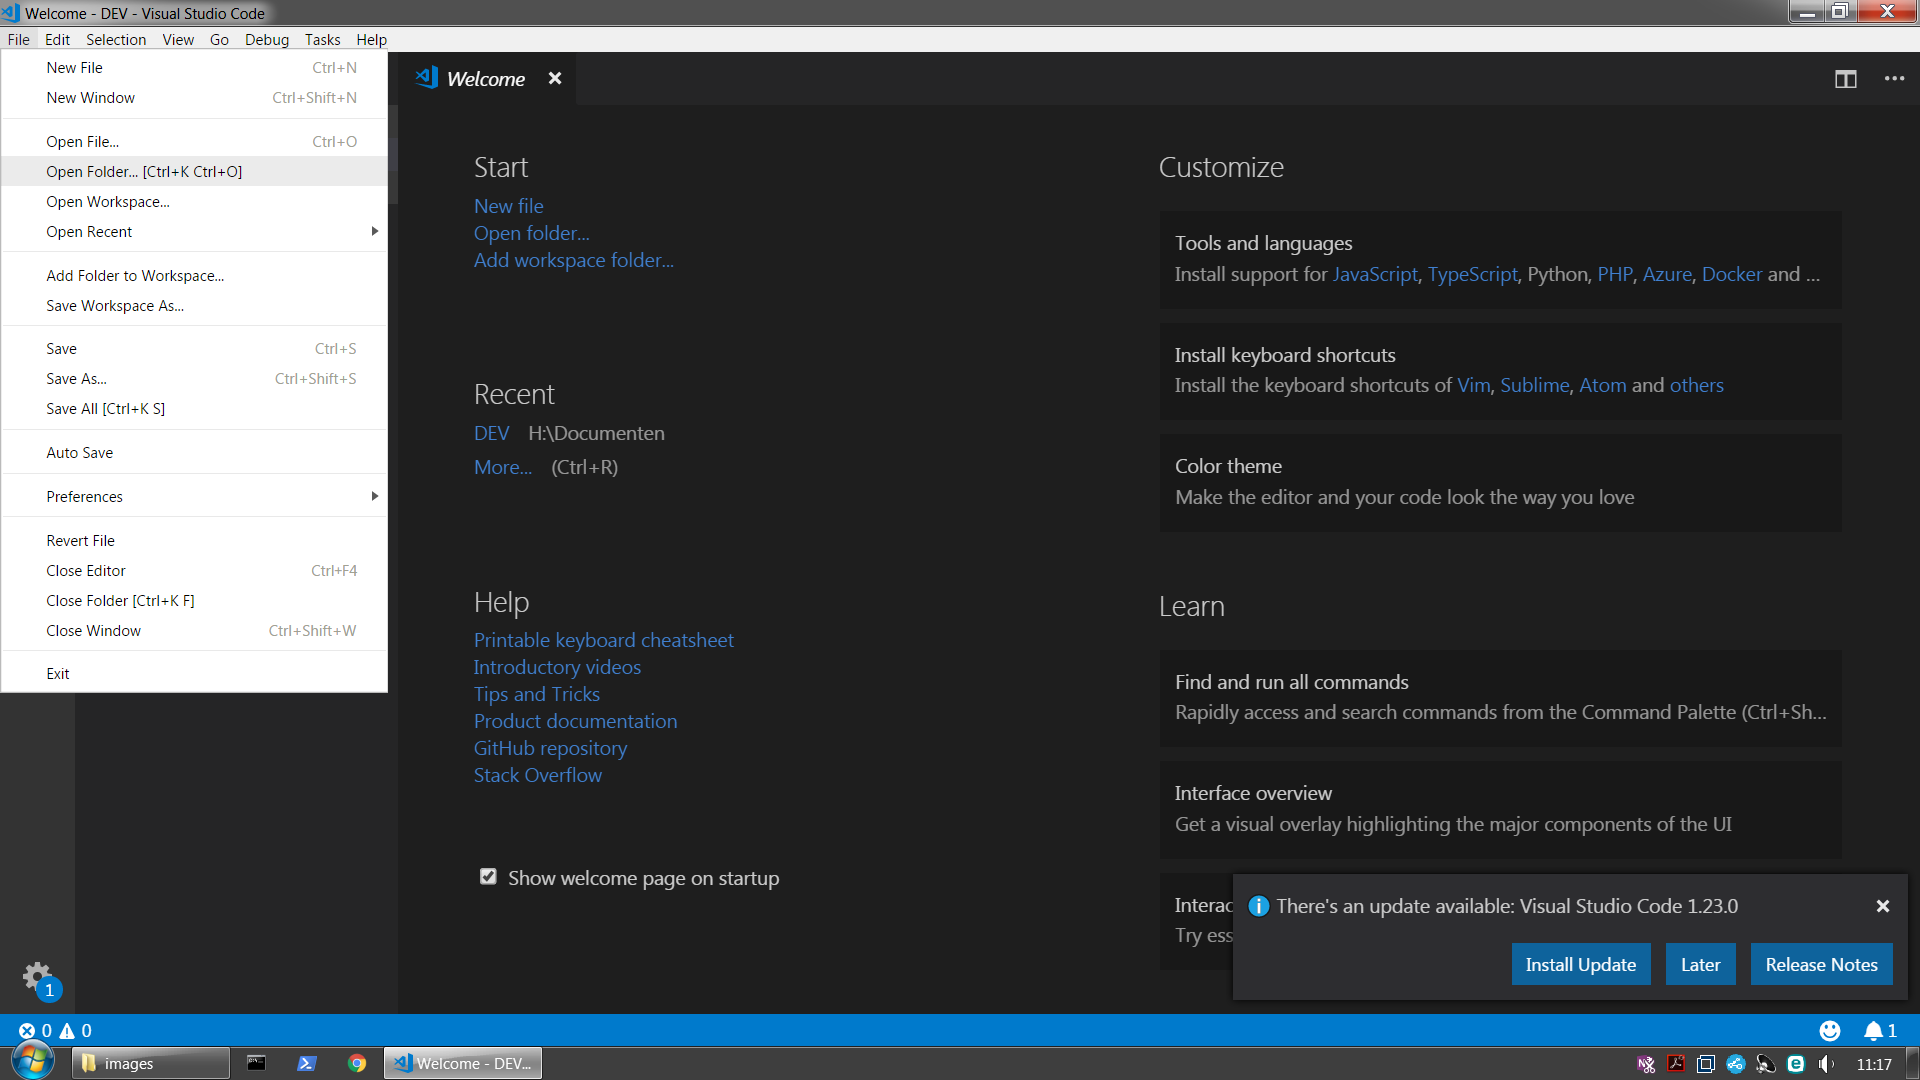 Welcome - DEV - Visual Studio Code
File Edit Selection View Go Debug Tasks Help
New File Ctrl+N
New Window Ctrl+Shift+N
Open File... Ctrl+O
Open Folder... [Ctrl+K Ctrl+O]
Open Workspace...
Open Recent
Add Folder to Workspace...
Save Workspace As...
Save Ctrl+S
Save As... Ctrl+Shift+S
Save All [Ctrl+K S]
Auto Save
Preferences
Revert File
Close Editor Ctrl+F4
Close Folder [Ctrl+K F]
Close Window Ctrl+Shift+W
Exit
Welcome
Start
New file
Open folder...
Add workspace folder...
Recent
DEV H:\Documenten
More... (Ctrl+R)
Help
Printable keyboard cheatsheet
Introductory videos
Tips and Tricks
Product documentation
GitHub repository
Stack Overflow
Show welcome page on startup
Customize
Tools and languages
Install support for JavaScript, TypeScript, Python, PHP, Azure, Docker and ...
Install keyboard shortcuts
Install the keyboard shortcuts of Vim, Sublime, Atom and others
Color theme
Make the editor and your code look the way you love
Learn
Find and run all commands
Rapidly access and search commands from the Command Palette (Ctrl+Sh...
Interface overview
Get a visual overlay highlighting the major components of the UI
Interac
Try ess
There's an update available: Visual Studio Code 1.23.0
Install Update Later Release Notes
1
0 0
1
images
Welcome - DEV...
11:17